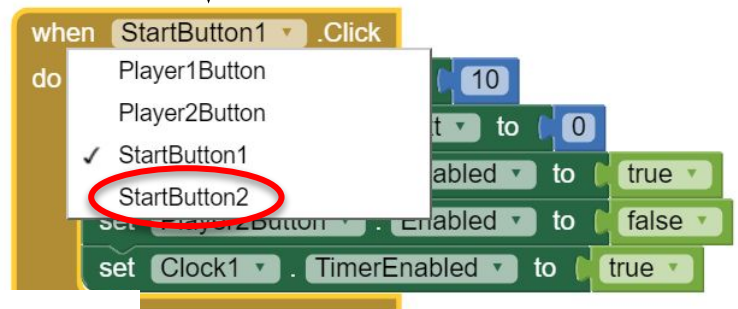 when StartButton1 .Click
do
Player1Button
10
Player2Button
to 0
✓ StartButton1
abled to true
StartButton2
set Player2Button . Enabled to false
set Clock1 . TimerEnabled to true